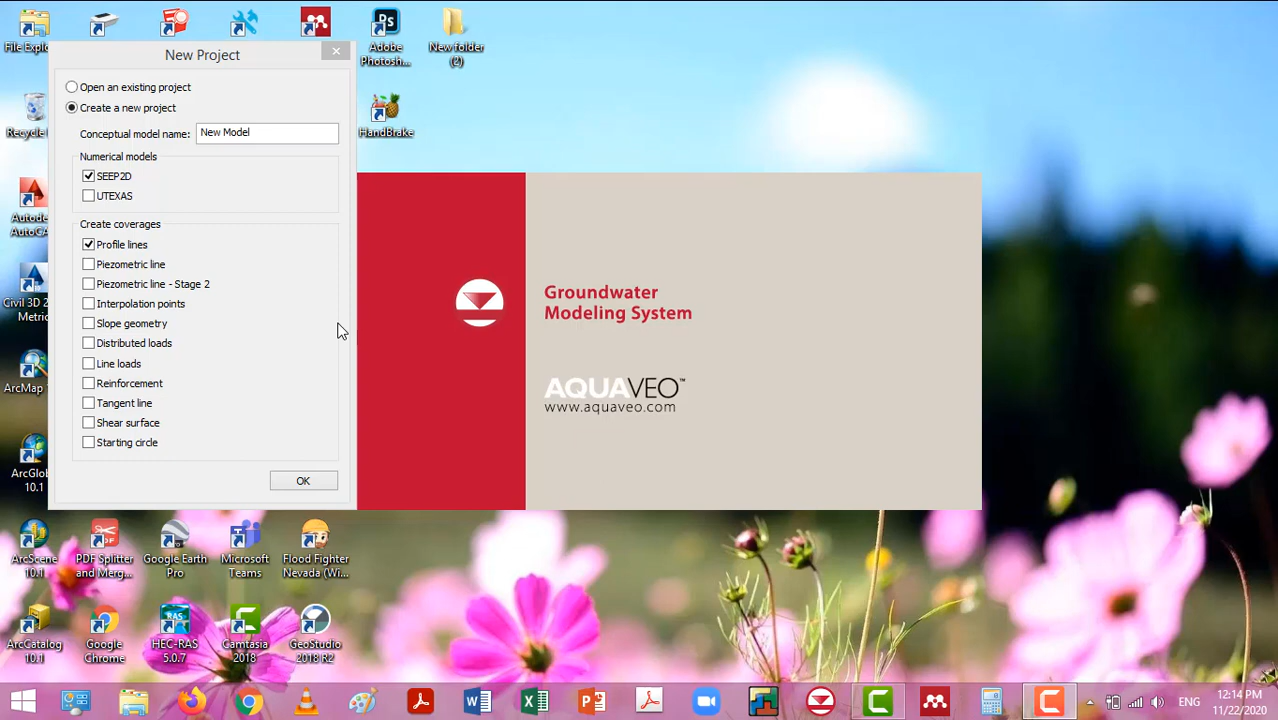 File Explo
Adobe
Photosh...
New folder
(2)
New Project
Open an existing project
Create a new project
Conceptual model name: New Model
Numerical models
SEEP2D
UTEXAS
Create coverages
Profile lines
Piezometric line
Piezometric line - Stage 2
Interpolation points
Slope geometry
Distributed loads
Line loads
Reinforcement
Tangent line
Shear surface
Starting circle
OK
Recycle
HandBrake
Autode
AutoCA
Civil 3D 2
Metric
ArcMap 1
ArcGlob
10.1
Ps
Groundwater
Modeling System
AQUAVEO™
www.aquaveo.com
ArcScene
10.1
PDF Splitter
and Merg...
Google Earth
Pro
Microsoft
Teams
Flood Fighter
Nevada (Wi...
ArcCatalog
10.1
Google
Chrome
RAS
HEC-RAS
5.0.7
Camtasia
2018
GeoStudio
2018 R2
ENG
12:14 PM
11/22/2020